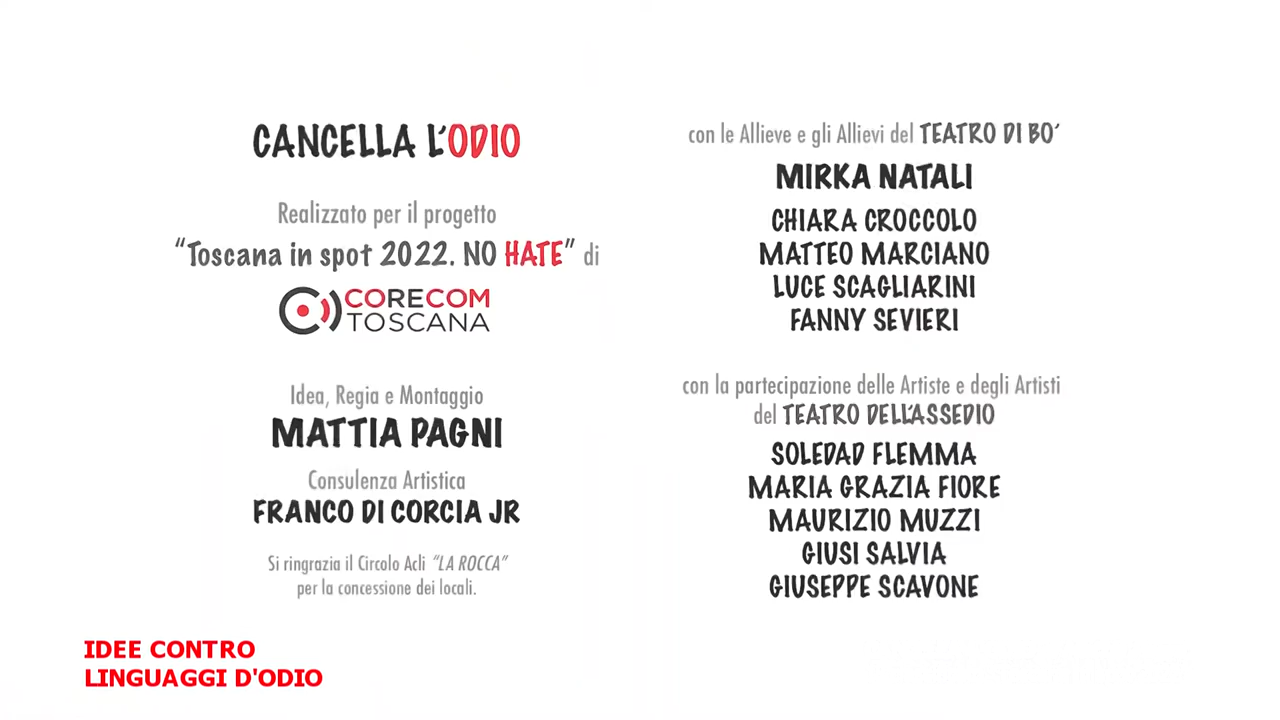 CANCELLA L'ODIO
Realizzato per il progetto
"Toscana in spot 2022. NO HATE" di
CORECOM
TOSCANA
Idea, Regia e Montaggio
MATTIA PAGNI
Consulenza Artistica
FRANCO DI CORCIA JR
Si ringrazia il Circolo Acli "LA ROCCA"
per la concessione dei locali.
con le Allieve e gli Allievi del TEATRO DI BO'
MIRKA NATALI
CHIARA CROCCOLO
MATTEO MARCIANO
LUCE SCAGLIARINI
FANNY SEVIERI
con la partecipazione delle Artiste e degli Artisti
del TEATRO DELL'ASSEDIO
SOLEDAD FLEMMA
MARIA GRAZIA FIORE
MAURIZIO MUZZI
GIUSI SALVIA
GIUSEPPE SCAVONE
IDEE CONTRO
LINGUAGGI D'ODIO